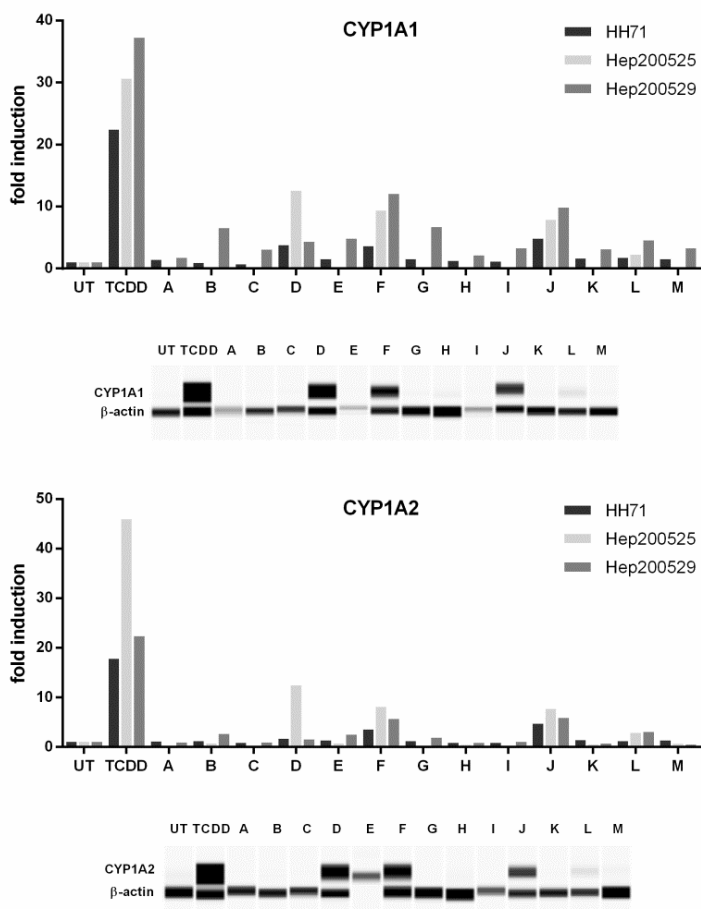 CYP1A1
HH71
Hep200525
Hep200529
fold induction
40
30
20
10
0
UT TCDD A B C D E F G H I J K L M
UT TCDD A B C D E F G H I J K L M
CYP1A1
β-actin
CYP1A2
HH71
Hep200525
Hep200529
fold induction
50
40
30
20
10
0
UT TCDD A B C D E F G H I J K L M
UT TCDD A B C D E F G H I J K L M
CYP1A2
β-actin